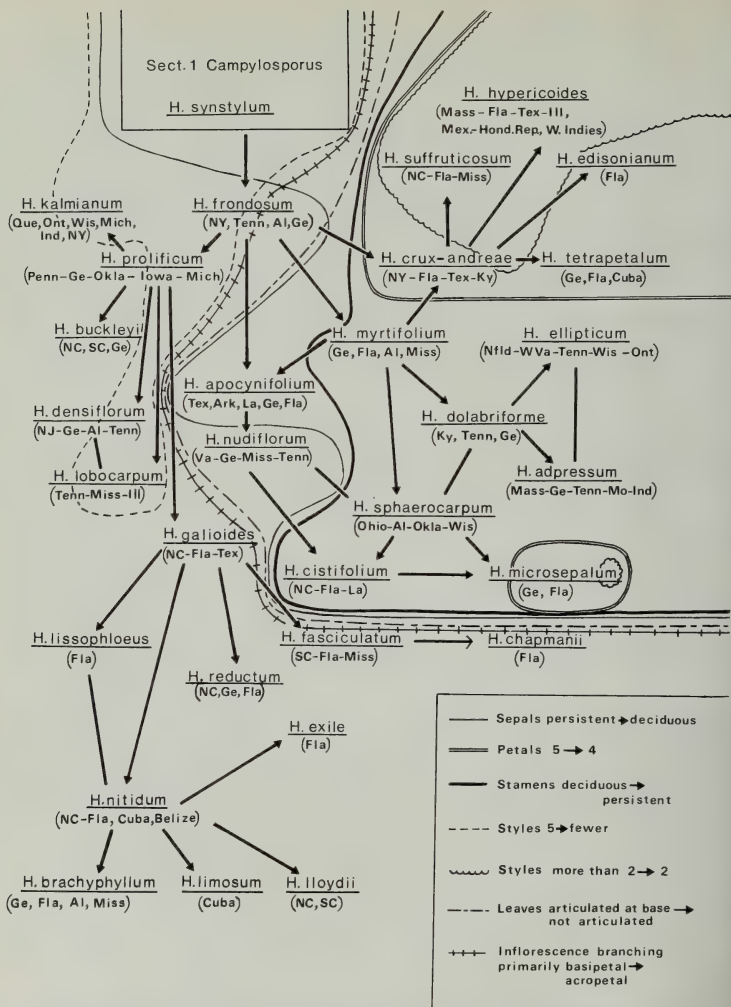 Sect. 1 Campylosporus
H. synstylum
H. hypericoides
(Mass-Fla-Tex-Ill,
Mex.-Hond.Rep, W. Indies)
H. suffruticosum
(NC-Fla-Miss)
H. edisonianum
(Fla)
H. kalmianum
(Que, Ont, Wis, Mich,
Ind, NY)
H. frondosum
(NY, Tenn, Al, Ge)
H. prolificum
(Penn-Ge-Okla-Iowa-Mich)
H. crux-andreae
(NY-Fla-Tex-Ky)
H. tetrapetalum
(Ge, Fla, Cuba)
H. buckleyi
(NC, SC, Ge)
H. myrtifolium
(Ge, Fla, Al, Miss)
H. ellipticum
(Nfld-WVa-Tenn-Wis-Ont)
H. apocynifolium
(Tex, Ark, La, Ge, Fla)
H. densiflorum
(NJ-Ge-Al-Tenn)
H. nudiflorum
(Va-Ge-Miss-Tenn)
H. dolabriforme
(Ky, Tenn, Ge)
H. lobocarpum
(Tenn-Miss-Ill)
H. adpressum
(Mass-Ge-Tenn-Mo-Ind)
H. sphaerocarpum
(Ohio-Al-Okla-Wis)
H. galioides
(NC-Fla-Tex)
H. cistifolium
(NC-Fla-La)
H. microsepalum
(Ge, Fla)
H. lissophloeus
(Fla)
H. fasciculatum
(SC-Fla-Miss)
H. chapmanii
(Fla)
H. reductum
(NC, Ge, Fla)
H. exile
(Fla)
H. nitidum
(NC-Fla, Cuba, Belize)
H. brachyphyllum
(Ge, Fla, Al, Miss)
H. limosum
(Cuba)
H. lloydii
(NC, SC)
Sepals persistent→deciduous
Petals 5→4
Stamens deciduous→
persistent
Styles 5→fewer
Styles more than 2→2
Leaves articulated at base→
not articulated
Inflorescence branching
primarily basipetal→
acropetal